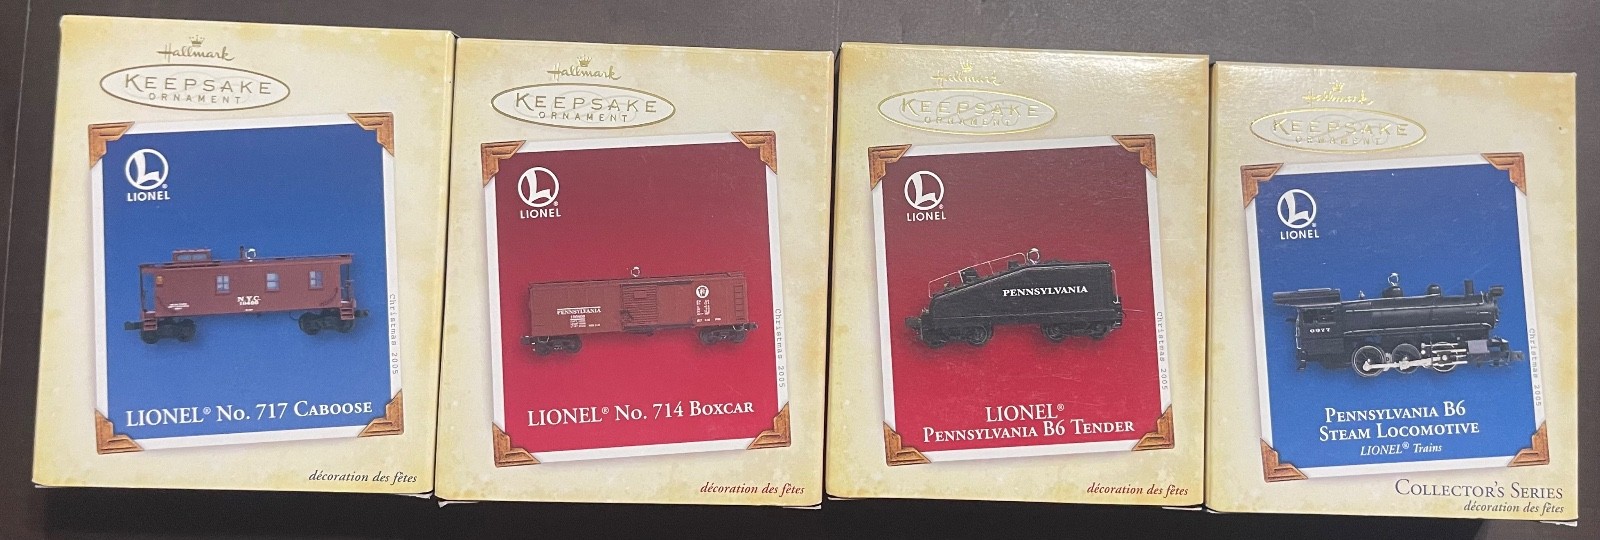 Hallmark
KEEPSAKE
ORNAMENT
LIONEL®
N.Y.C.
Christmas 2005
LIONEL® No. 717 Caboose
décoration des fêtes
Hallmark
KEEPSAKE
ORNAMENT
LIONEL®
PENNSYLVANIA
Christmas 2005
LIONEL® No. 714 Boxcar
décoration des fêtes
Hallmark
KEEPSAKE
ORNAMENT
LIONEL®
PENNSYLVANIA
Christmas 2005
LIONEL®
Pennsylvania B6 Tender
décoration des fêtes
Hallmark
KEEPSAKE
ORNAMENT
LIONEL®
0977
Christmas 2005
Pennsylvania B6
Steam Locomotive
LIONEL® Trains
Collector's Series
décoration des fêtes